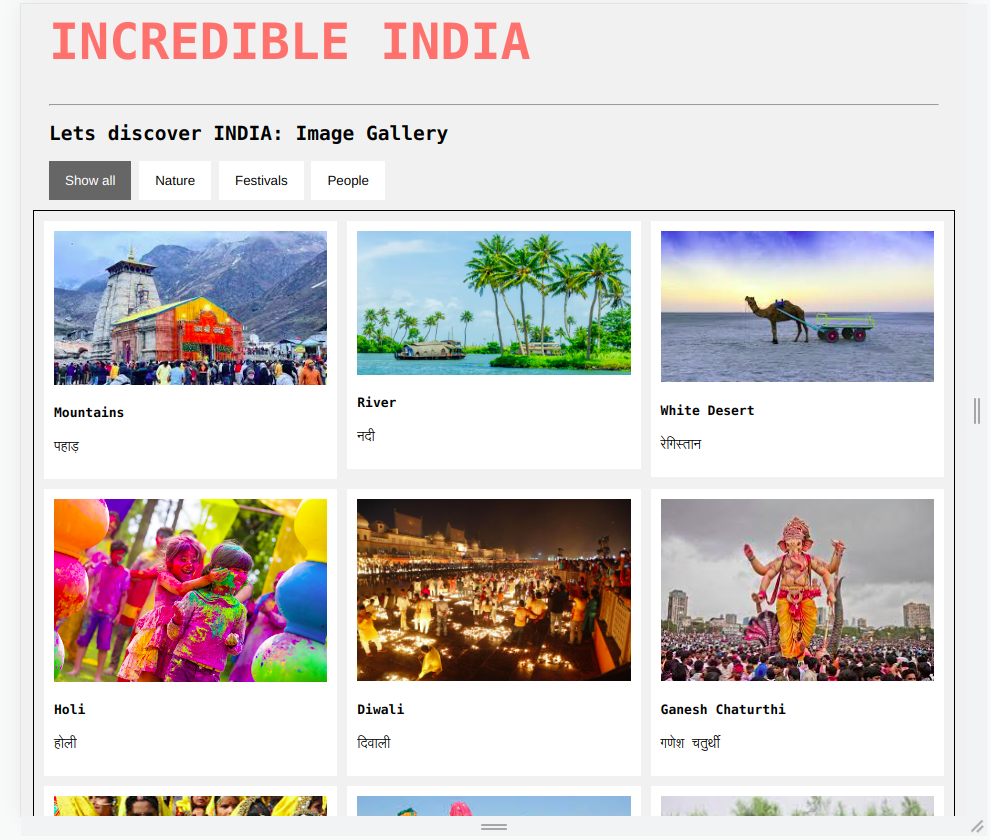 INCREDIBLE INDIA
Lets discover INDIA: Image Gallery
Show all
Nature
Festivals
People
Mountains
पहाड़
River
नदी
White Desert
रेगिस्तान
Holi
होली
Diwali
दिवाली
Ganesh Chaturthi
गणेश चतुर्थी